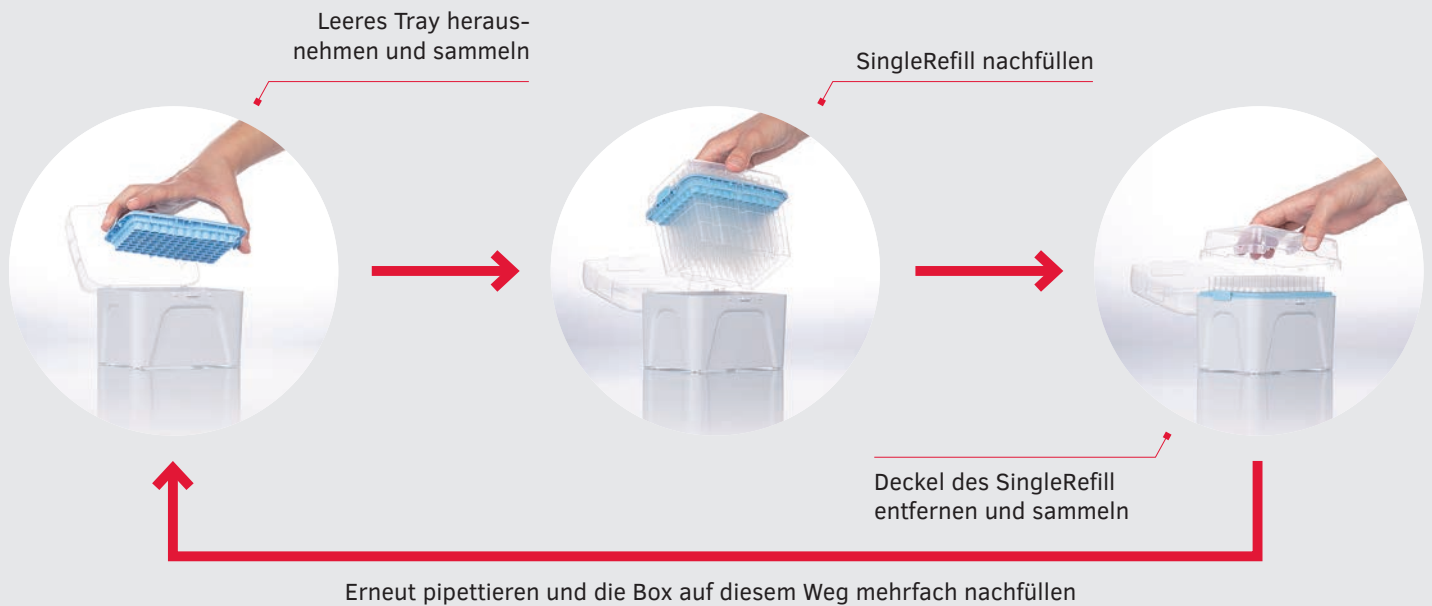 Leeres Tray heraus-
nehmen und sammeln
SingleRefill nachfüllen
Deckel des SingleRefill
entfernen und sammeln
Erneut pipettieren und die Box auf diesem Weg mehrfach nachfüllen